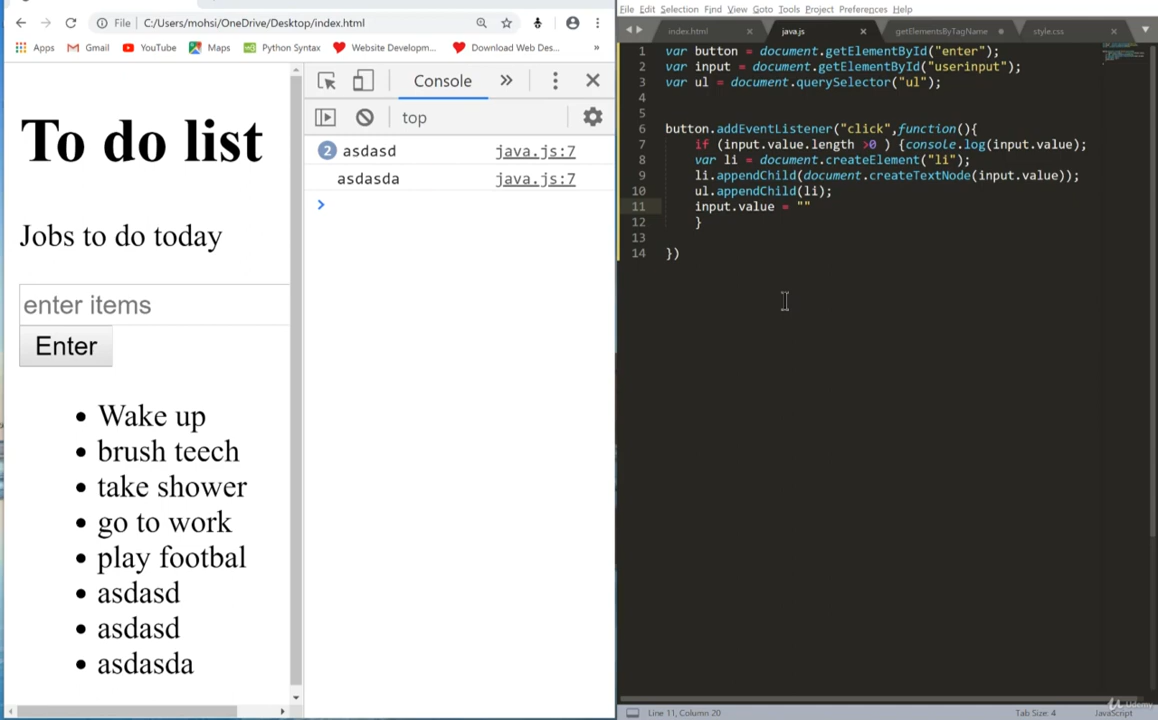 File C:/Users/mohsi/OneDrive/Desktop/index.html
Apps Gmail YouTube Maps Python Syntax Website Developm... Download Web Des... »
To do list
Jobs to do today
enter items
Enter
• Wake up
• brush teech
• take shower
• go to work
• play footbal
• asdasd
• asdasd
• asdasda
Console »
top
2 asdasd java.js:7
asdasda java.js:7
File Edit Selection Find View Goto Tools Project Preferences Help
index.html java.js getElementsByTagName style.css
1 var button = document.getElementById("enter");
2 var input = document.getElementById("userinput");
3 var ul = document.querySelector("ul");
4
5
6 button.addEventListener("click",function(){
7 if (input.value.length >0 ) {console.log(input.value);
8 var li = document.createElement("li");
9 li.appendChild(document.createTextNode(input.value));
10 ul.appendChild(li);
11 input.value = ""
12 }
13
14 })
Line 11, Column 20 Tab Size: 4 JavaScript
Udemy